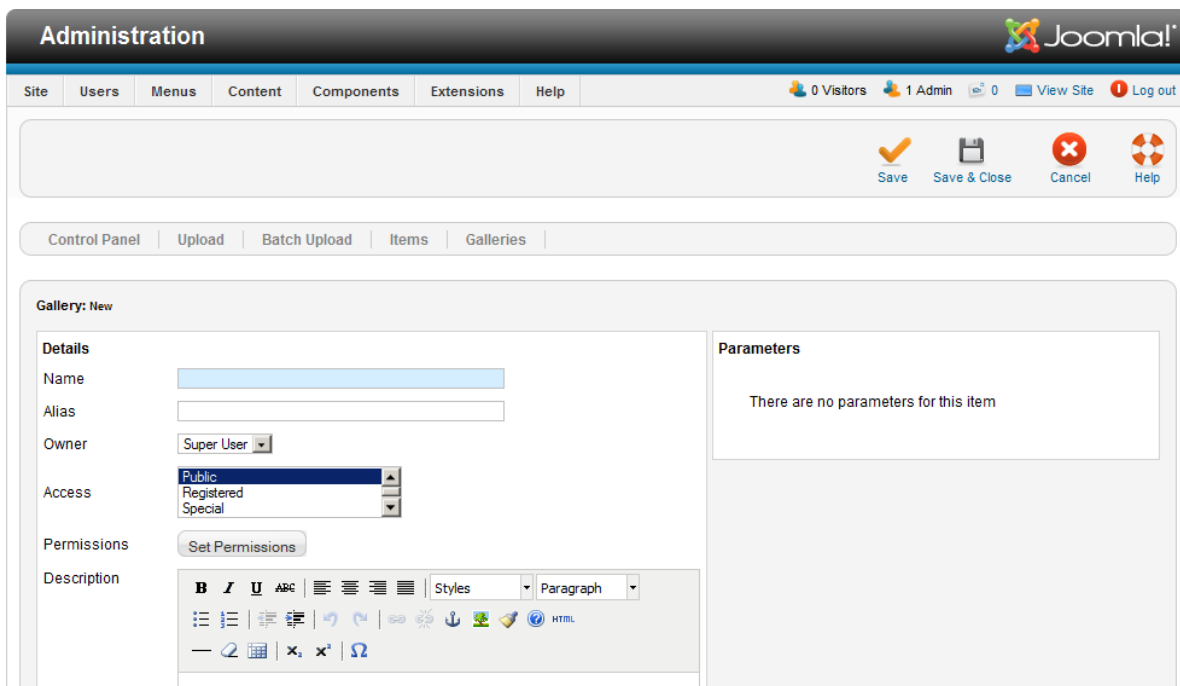 Administration
Joomla!
Site Users Menus Content Components Extensions Help 0 Visitors 1 Admin 0 View Site Log out
Save Save & Close Cancel Help
Control Panel Upload Batch Upload Items Galleries
Gallery: New
Details
Name
Alias
Owner Super User
Access Public
Registered
Special
Permissions Set Permissions
Description
B I U ABC Styles Paragraph
HTML
x₂ x² Ω
Parameters
There are no parameters for this item